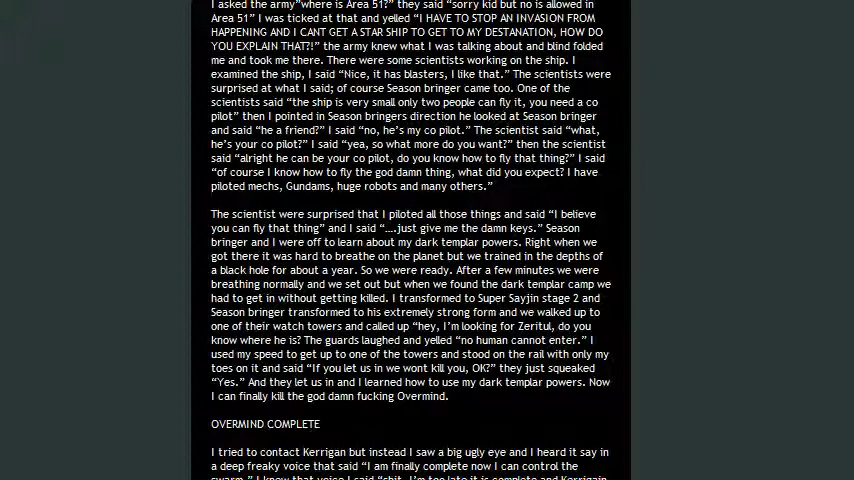 I asked the army"where is Area 51?" they said "sorry kid but no is allowed in
Area 51" I was ticked at that and yelled "I HAVE TO STOP AN INVASION FROM
HAPPENING AND I CANT GET A STAR SHIP TO GET TO MY DESTANATION, HOW DO
YOU EXPLAIN THAT?!" the army knew what I was talking about and blind folded
me and took me there. There were some scientists working on the ship. I
examined the ship, I said "Nice, it has blasters, I like that." The scientists were
surprised at what I said; of course Season bringer came too. One of the
scientists said "the ship is very small only two people can fly it, you need a co
pilot" then I pointed in Season bringers direction he looked at Season bringer
and said "he a friend?" I said "no, he's my co pilot." The scientist said "what,
he's your co pilot?" I said "yea, so what more do you want?" then the scientist
said "alright he can be your co pilot, do you know how to fly that thing?" I said
"of course I know how to fly the god damn thing, what did you expect? I have
piloted mechs, Gundams, huge robots and many others."
The scientist were surprised that I piloted all those things and said "I believe
you can fly that thing" and I said "….just give me the damn keys." Season
bringer and I were off to learn about my dark templar powers. Right when we
got there it was hard to breathe on the planet but we trained in the depths of
a black hole for about a year. So we were ready. After a few minutes we were
breathing normally and we set out but when we found the dark templar camp we
had to get in without getting killed. I transformed to Super Sayjin stage 2 and
Season bringer transformed to his extremely strong form and we walked up to
one of their watch towers and called up "hey, I'm looking for Zeritul, do you
know where he is? The guards laughed and yelled "no human cannot enter." I
used my speed to get up to one of the towers and stood on the rail with only my
toes on it and said "If you let us in we wont kill you, OK?" they just squeaked
"Yes." And they let us in and I learned how to use my dark templar powers. Now
I can finally kill the god damn fucking Overmind.
OVERMIND COMPLETE
I tried to contact Kerrigan but instead I saw a big ugly eye and I heard it say in
a deep freaky voice that said "I am finally complete now I can control the
swarm." I knew that voice I said "shit, I'm too late it is complete and Kerrigain